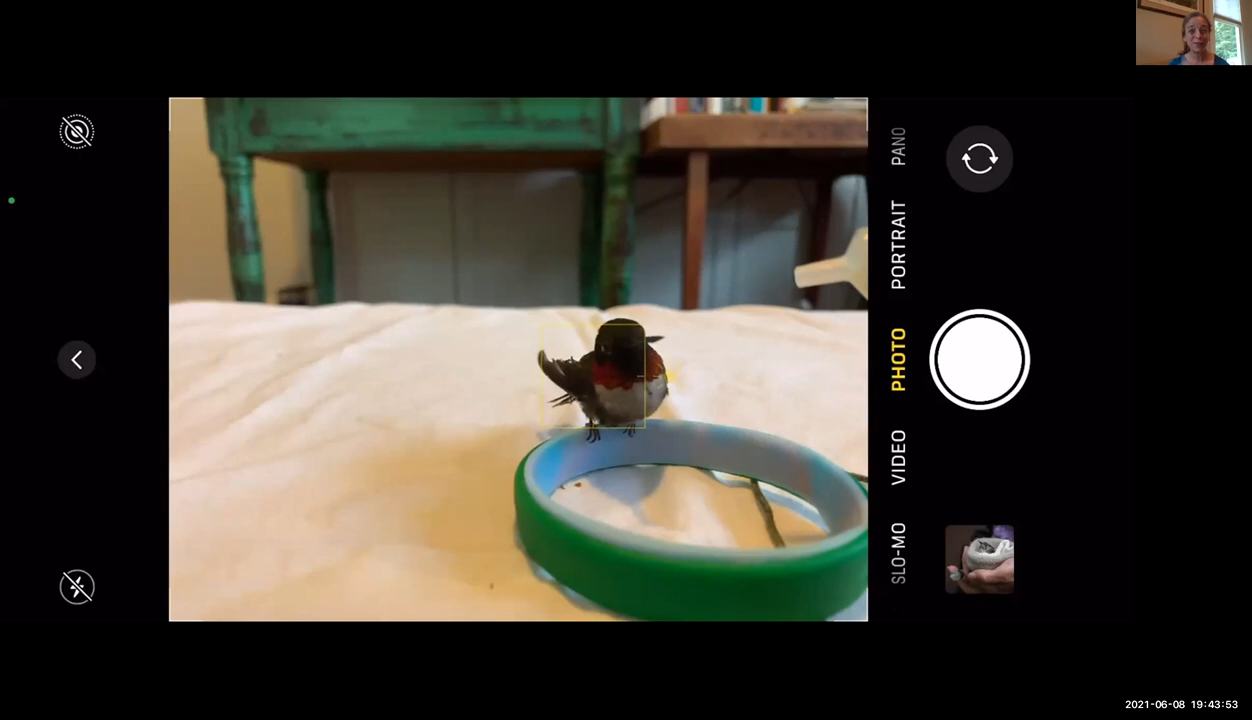 PANO
PORTRAIT
PHOTO
VIDEO
SLO-MO
2021-06-08 19:43:53